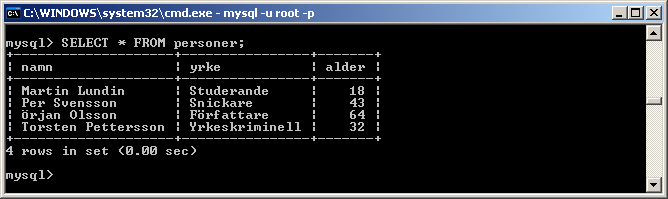 C:\WINDOWS\system32\cmd.exe - mysql -u root -p
mysql> SELECT * FROM personer;
+-------------------+---------------+-------+
| namn              | yrke          | alder |
+-------------------+---------------+-------+
| Martin Lundin     | Studerande    |    18 |
| Per Svensson      | Snickare      |    43 |
| Örjan Olsson      | Författare    |    64 |
| Torsten Pettersson | Yrkeskriminell |    32 |
+-------------------+---------------+-------+
4 rows in set (0.00 sec)
mysql>